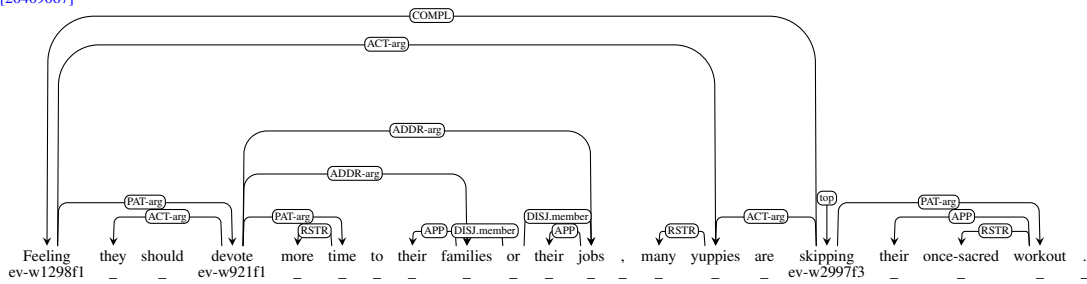 COMPL
ACT-arg
ADDR-arg
ADDR-arg
top
PAT-arg PAT-arg
ACT-arg PAT-arg DISJ.member ACT-arg APP
RSTR APP DISJ.member APP RSTR RSTR
Feeling they should devote more time to their families or their jobs , many yuppies are skipping their once-sacred workout .
ev-w1298f1 _ _ ev-w921f1 _ _ _ _ _ _ _ _ _ _ _ _ ev-w2997f3 _ _ _ _